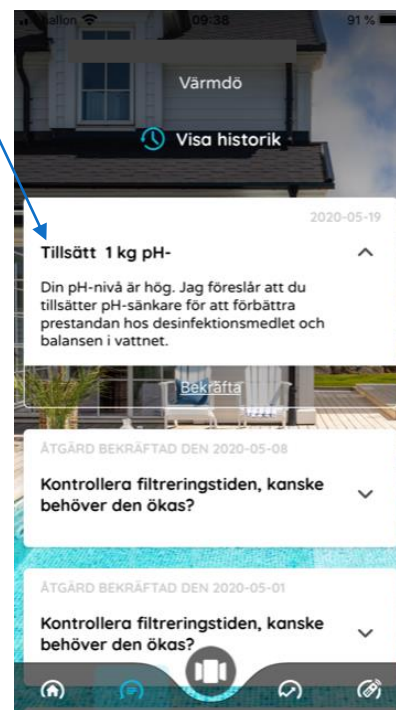 hallon 09:38 91 %
Värmdö
Visa historik
2020-05-19
Tillsätt 1 kg pH-
Din pH-nivå är hög. Jag föreslår att du
tillsätter pH-sänkare för att förbättra
prestandan hos desinfektionsmedlet och
balansen i vattnet.
Bekräfta
ÅTGÄRD BEKRÄFTAD DEN 2020-05-08
Kontrollera filtreringstiden, kanske
behöver den ökas?
ÅTGÄRD BEKRÄFTAD DEN 2020-05-01
Kontrollera filtreringstiden, kanske
behöver den ökas?